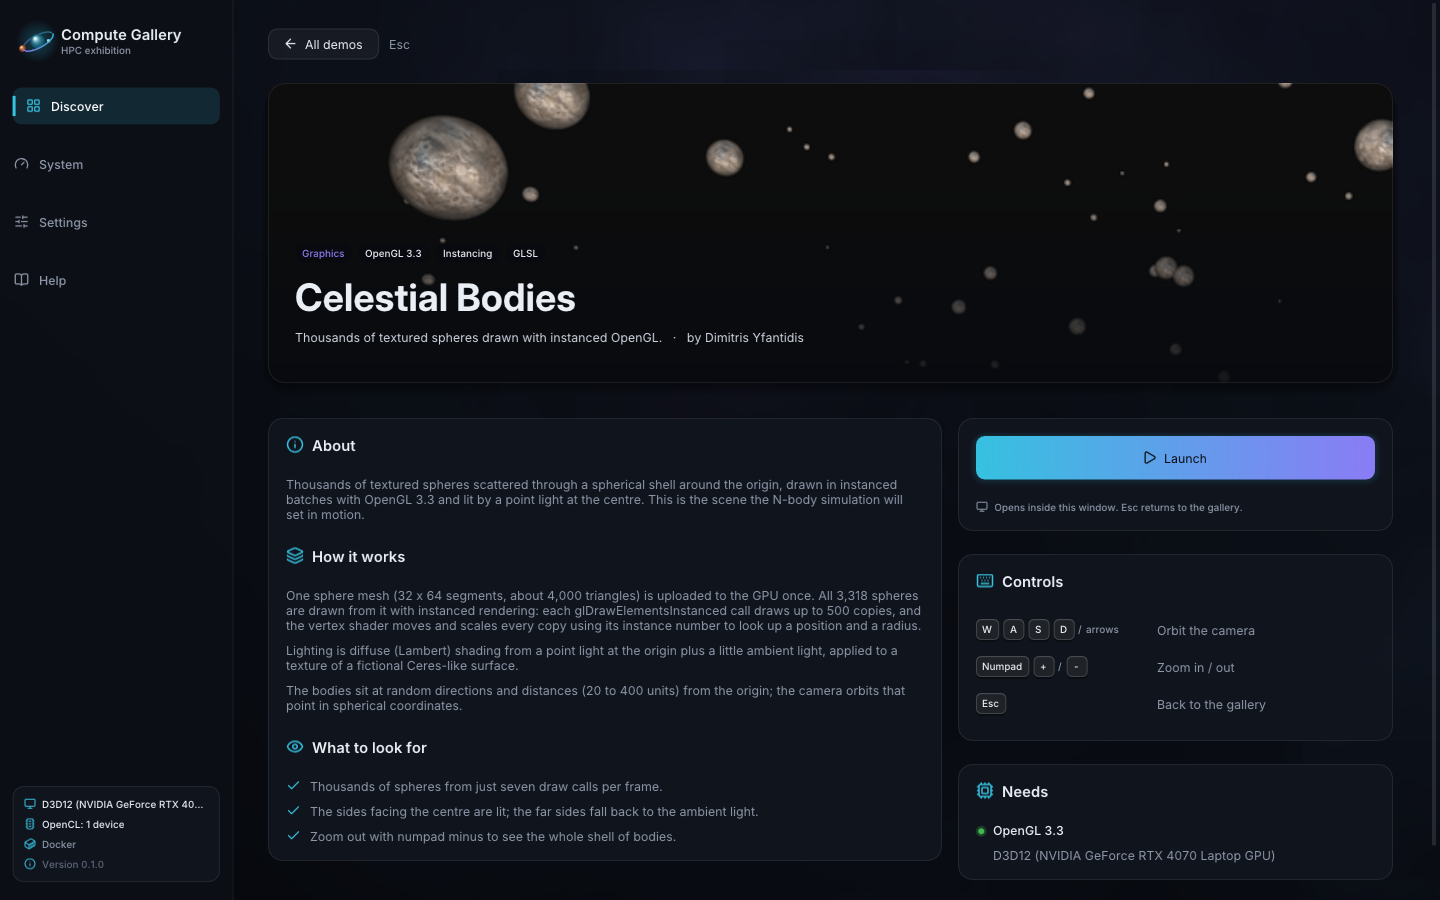 Compute Gallery
HPC exhibition
Discover
System
Settings
Help
D3D12 (NVIDIA GeForce RTX 40...
OpenCL: 1 device
Docker
Version 0.1.0
All demos
Esc
Graphics OpenGL 3.3 Instancing GLSL
Celestial Bodies
Thousands of textured spheres drawn with instanced OpenGL. · by Dimitris Yfantidis
About
Thousands of textured spheres scattered through a spherical shell around the origin, drawn in instanced
batches with OpenGL 3.3 and lit by a point light at the centre. This is the scene the N-body simulation will
set in motion.
How it works
One sphere mesh (32 x 64 segments, about 4,000 triangles) is uploaded to the GPU once. All 3,318 spheres
are drawn from it with instanced rendering: each glDrawElementsInstanced call draws up to 500 copies, and
the vertex shader moves and scales every copy using its instance number to look up a position and a radius.
Lighting is diffuse (Lambert) shading from a point light at the origin plus a little ambient light, applied to a
texture of a fictional Ceres-like surface.
The bodies sit at random directions and distances (20 to 400 units) from the origin; the camera orbits that
point in spherical coordinates.
What to look for
Thousands of spheres from just seven draw calls per frame.
The sides facing the centre are lit; the far sides fall back to the ambient light.
Zoom out with numpad minus to see the whole shell of bodies.
Launch
Opens inside this window. Esc returns to the gallery.
Controls
W A S D / arrows Orbit the camera
Numpad + / - Zoom in / out
Esc Back to the gallery
Needs
OpenGL 3.3
D3D12 (NVIDIA GeForce RTX 4070 Laptop GPU)